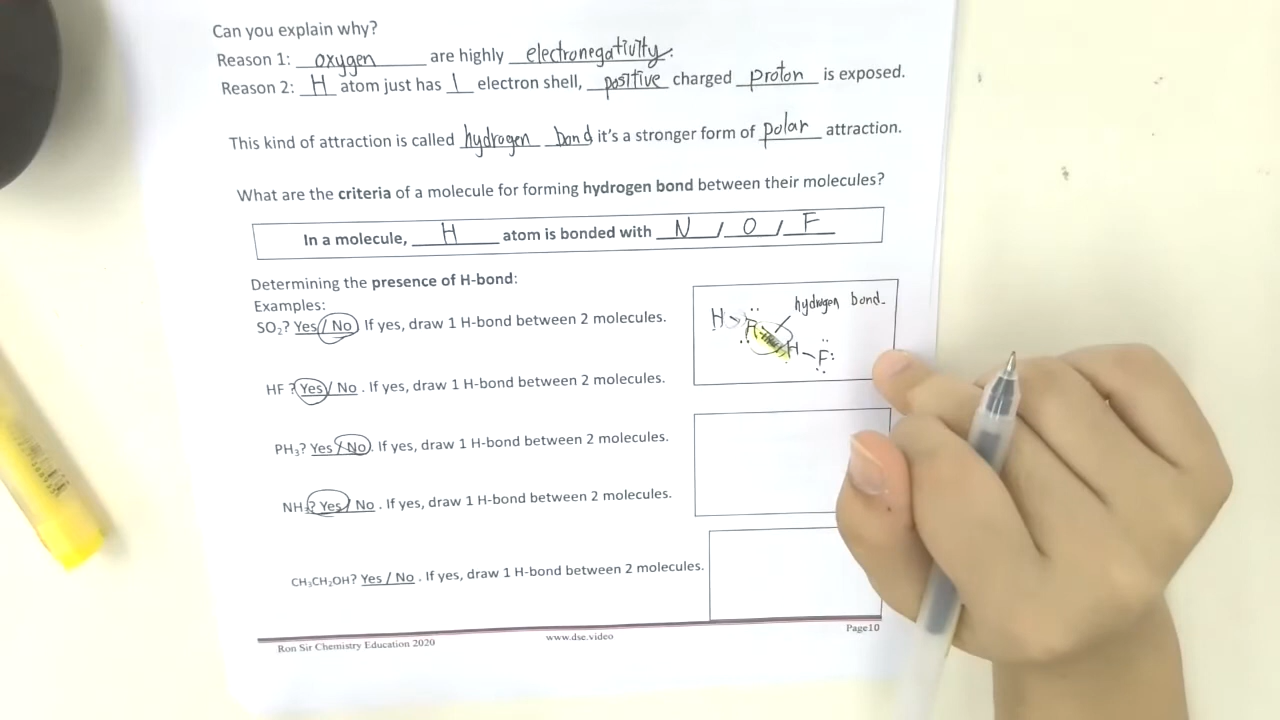 Can you explain why?
Reason 1: oxygen are highly electronegativity.
Reason 2: H atom just has 1 electron shell, positive charged proton is exposed.
This kind of attraction is called hydrogen bond it's a stronger form of polar attraction.
What are the criteria of a molecule for forming hydrogen bond between their molecules?
In a molecule, H atom is bonded with N / O / F
Determining the presence of H-bond:
Examples:
SO₂? Yes / No If yes, draw 1 H-bond between 2 molecules.
hydrogen bond.
H
H-F
HF ? Yes / No . If yes, draw 1 H-bond between 2 molecules.
PH₃? Yes / No. If yes, draw 1 H-bond between 2 molecules.
NH₃? Yes / No . If yes, draw 1 H-bond between 2 molecules.
CH₃CH₂OH? Yes / No . If yes, draw 1 H-bond between 2 molecules.
Ron Sir Chemistry Education 2020 www.dse.video Page10